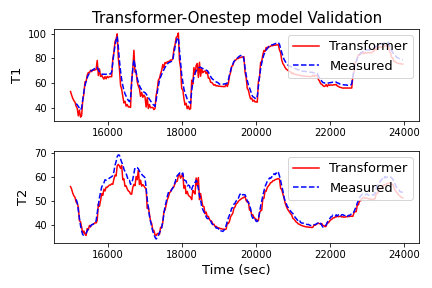 Transformer-Onestep model Validation
100
80
60
40
T1
Transformer
Measured
16000 18000 20000 22000 24000
70
60
50
40
T2
Transformer
Measured
16000 18000 20000 22000 24000
Time (sec)